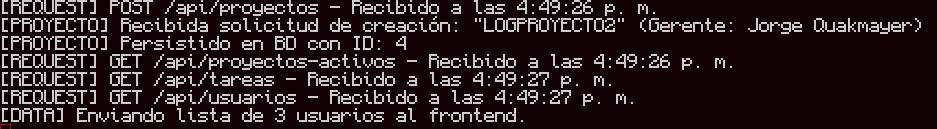 [REQUEST] POST /api/proyectos - Recibido a las 4:49:26 p. m.
[PROYECTO] Recibida solicitud de creación: "LOGPROYECTO2" (Gerente: Jorge Quakmayer)
[PROYECTO] Persistido en BD con ID: 4
[REQUEST] GET /api/proyectos-activos - Recibido a las 4:49:26 p. m.
[REQUEST] GET /api/tareas - Recibido a las 4:49:27 p. m.
[REQUEST] GET /api/usuarios - Recibido a las 4:49:27 p. m.
[DATA] Enviando lista de 3 usuarios al frontend.